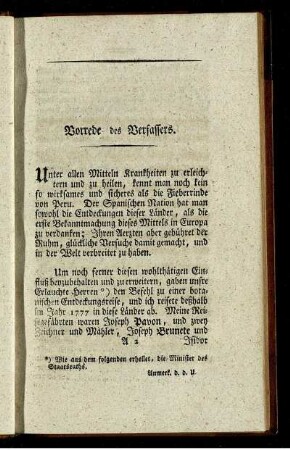 Vorrede des Verfassers.
Unter allen Mitteln Krankheiten zu erleich-
tern und zu heilen, kennt man noch kein
so wirksames und sicheres als die Fieberrinde
von Peru. Der Spanischen Nation hat man
sowohl die Entdeckungen dieser Länder, als die
erste Bekanntmachung dieses Mittels in Europa
zu verdanken: Ihren Aerzten aber gebühret der
Ruhm, glückliche Versuche damit gemacht, und
in der Welt verbreitet zu haben.
Um noch ferner diesen wohlthätigen Ein-
fluß beyzubehalten und zu erweitern, gaben unsre
Erlauchte Herren *) den Befehl zu einer bota-
nischen Entdeckungsreise, und ich reisete deßhalb
im Jahr 1777 in diese Länder ab. Meine Rei-
segefährten waren Joseph Pavon, und zwey
Zeichner und Mahler, Joseph Brunete und
A 2 Isidor
*) Wie aus dem folgenden erhellet, die Minister des
Staatsraths.
Anmerk. d. d. U.